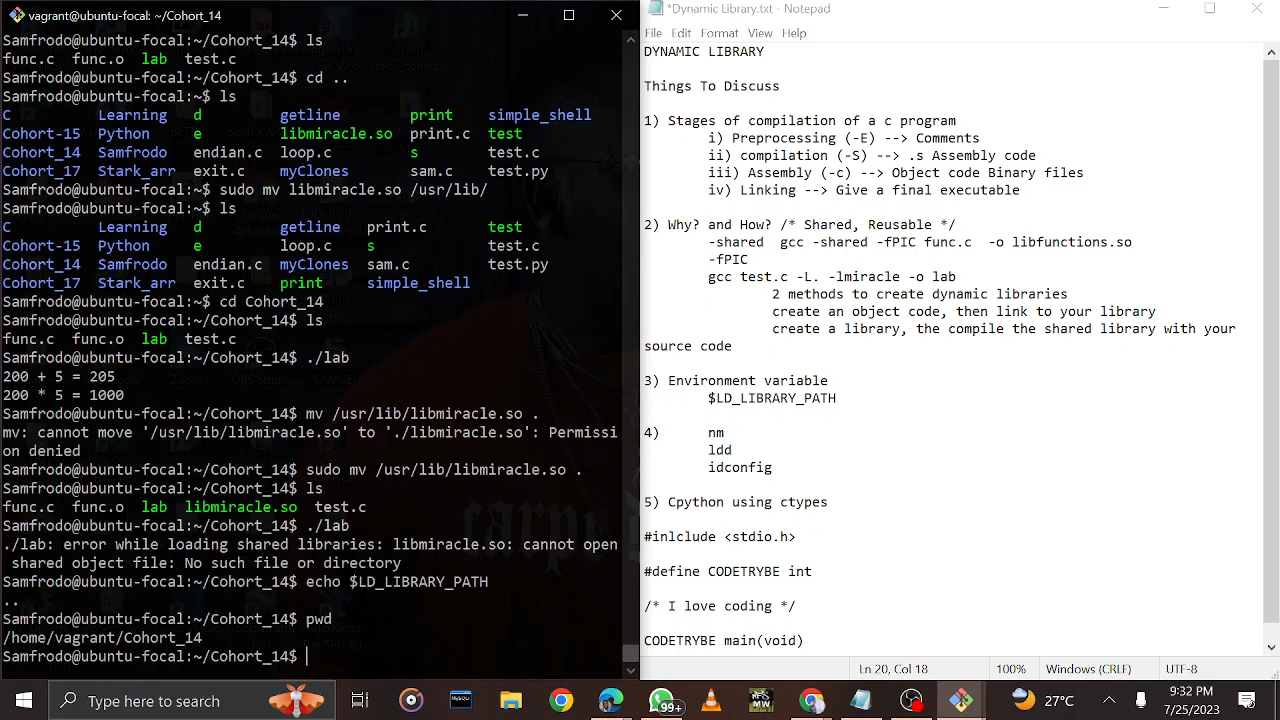 vagrant@ubuntu-focal: ~/Cohort_14
Samfrodo@ubuntu-focal:~/Cohort_14$ ls
func.c  func.o  lab  test.c
Samfrodo@ubuntu-focal:~/Cohort_14$ cd ..
Samfrodo@ubuntu-focal:~$ ls
C          Learning   d         getline       print    simple_shell
Cohort-15  Python     e         libmiracle.so  print.c  test
Cohort_14  Samfrodo   endian.c  loop.c        s        test.c
Cohort_17  Stark_arr  exit.c    myClones      sam.c    test.py
Samfrodo@ubuntu-focal:~$ sudo mv libmiracle.so /usr/lib/
Samfrodo@ubuntu-focal:~$ ls
C          Learning   d         getline   print.c       test
Cohort-15  Python     e         loop.c    s             test.c
Cohort_14  Samfrodo   endian.c  myClones  sam.c         test.py
Cohort_17  Stark_arr  exit.c    print     simple_shell
Samfrodo@ubuntu-focal:~$ cd Cohort_14
Samfrodo@ubuntu-focal:~/Cohort_14$ ls
func.c  func.o  lab  test.c
Samfrodo@ubuntu-focal:~/Cohort_14$ ./lab
200 + 5 = 205
200 * 5 = 1000
Samfrodo@ubuntu-focal:~/Cohort_14$ mv /usr/lib/libmiracle.so .
mv: cannot move '/usr/lib/libmiracle.so' to './libmiracle.so': Permissi
on denied
Samfrodo@ubuntu-focal:~/Cohort_14$ sudo mv /usr/lib/libmiracle.so .
Samfrodo@ubuntu-focal:~/Cohort_14$ ls
func.c  func.o  lab  libmiracle.so  test.c
Samfrodo@ubuntu-focal:~/Cohort_14$ ./lab
./lab: error while loading shared libraries: libmiracle.so: cannot open
 shared object file: No such file or directory
Samfrodo@ubuntu-focal:~/Cohort_14$ echo $LD_LIBRARY_PATH
..
Samfrodo@ubuntu-focal:~/Cohort_14$ pwd
/home/vagrant/Cohort_14
Samfrodo@ubuntu-focal:~/Cohort_14$
*Dynamic Library.txt - Notepad
File Edit Format View Help
DYNAMIC LIBRARY
Things To Discuss
1) Stages of compilation of a c program
i) Preprocessing (-E) --> Comments
ii) compilation (-S) --> .s Assembly code
iii) Assembly (-c) --> Object code Binary files
iv) Linking --> Give a final executable
2) Why? and How? /* Shared, Reusable */
-shared  gcc -shared -fPIC func.c  -o libfunctions.so
-fPIC
gcc test.c -L. -lmiracle -o lab
2 methods to create dynamic libraries
create an object code, then link to your library
create a library, the compile the shared library with your
source code
3) Environment variable
$LD_LIBRARY_PATH
4) nm
ldd
idconfig
5) Cpython using ctypes
#inlclude <stdio.h>
#define CODETRYBE int
/* I love coding */
CODETRYBE main(void)
Ln 20, Col 18 100% Windows (CRLF) UTF-8
Type here to search
MySQL
99+
27°C
9:32 PM
7/25/2023